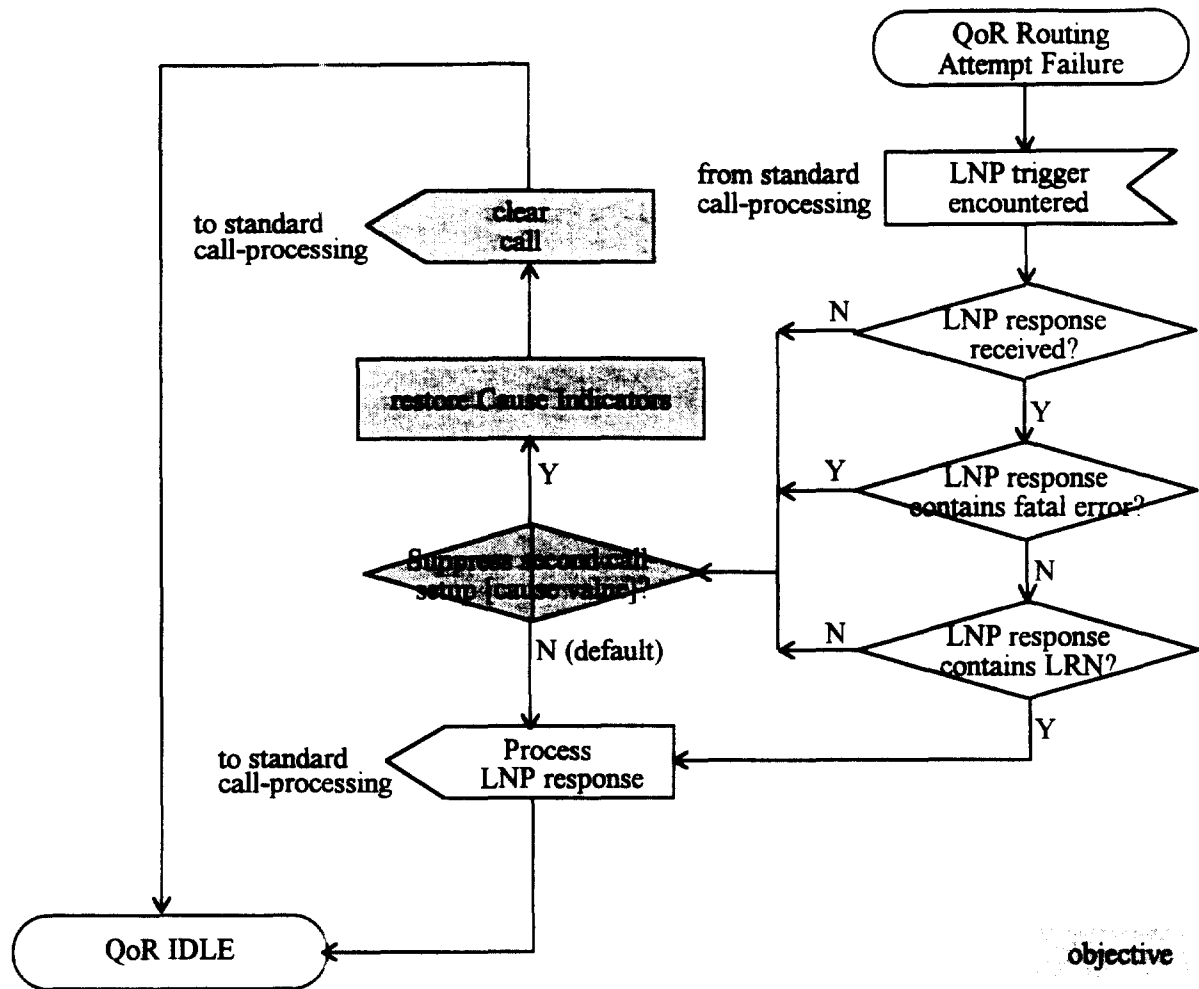 QoR Routing
Attempt Failure
from standard
call-processing
LNP trigger
encountered
to standard
call-processing
clear
call
N
LNP response
received?
Y
restore Cause Indicators
Y
Y
LNP response
contains fatal error?
N
Suppress second call
setup [cause value]?
N
LNP response
contains LRN?
N (default)
Y
to standard
call-processing
Process
LNP response
QoR IDLE
objective